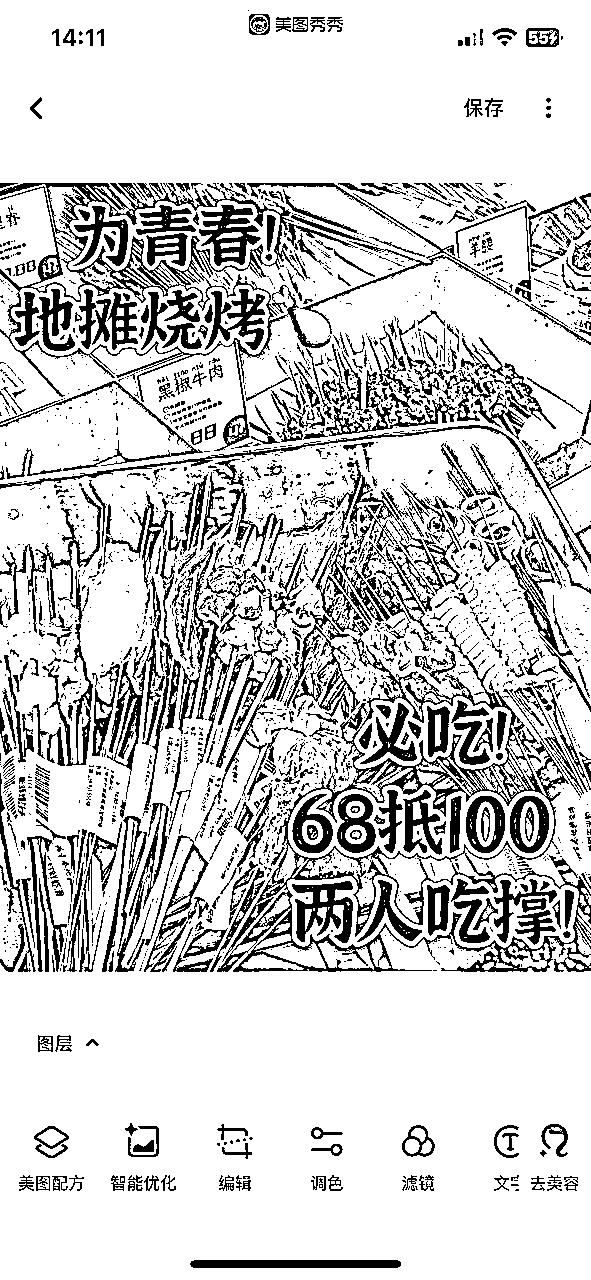 美图秀秀
14:11
55
保存
为青春!
地摊烧烤
黑椒牛肉
88
必吃!
68抵100
两人吃撑!
图层
美图配方
智能优化
编辑
调色
滤镜
去美容